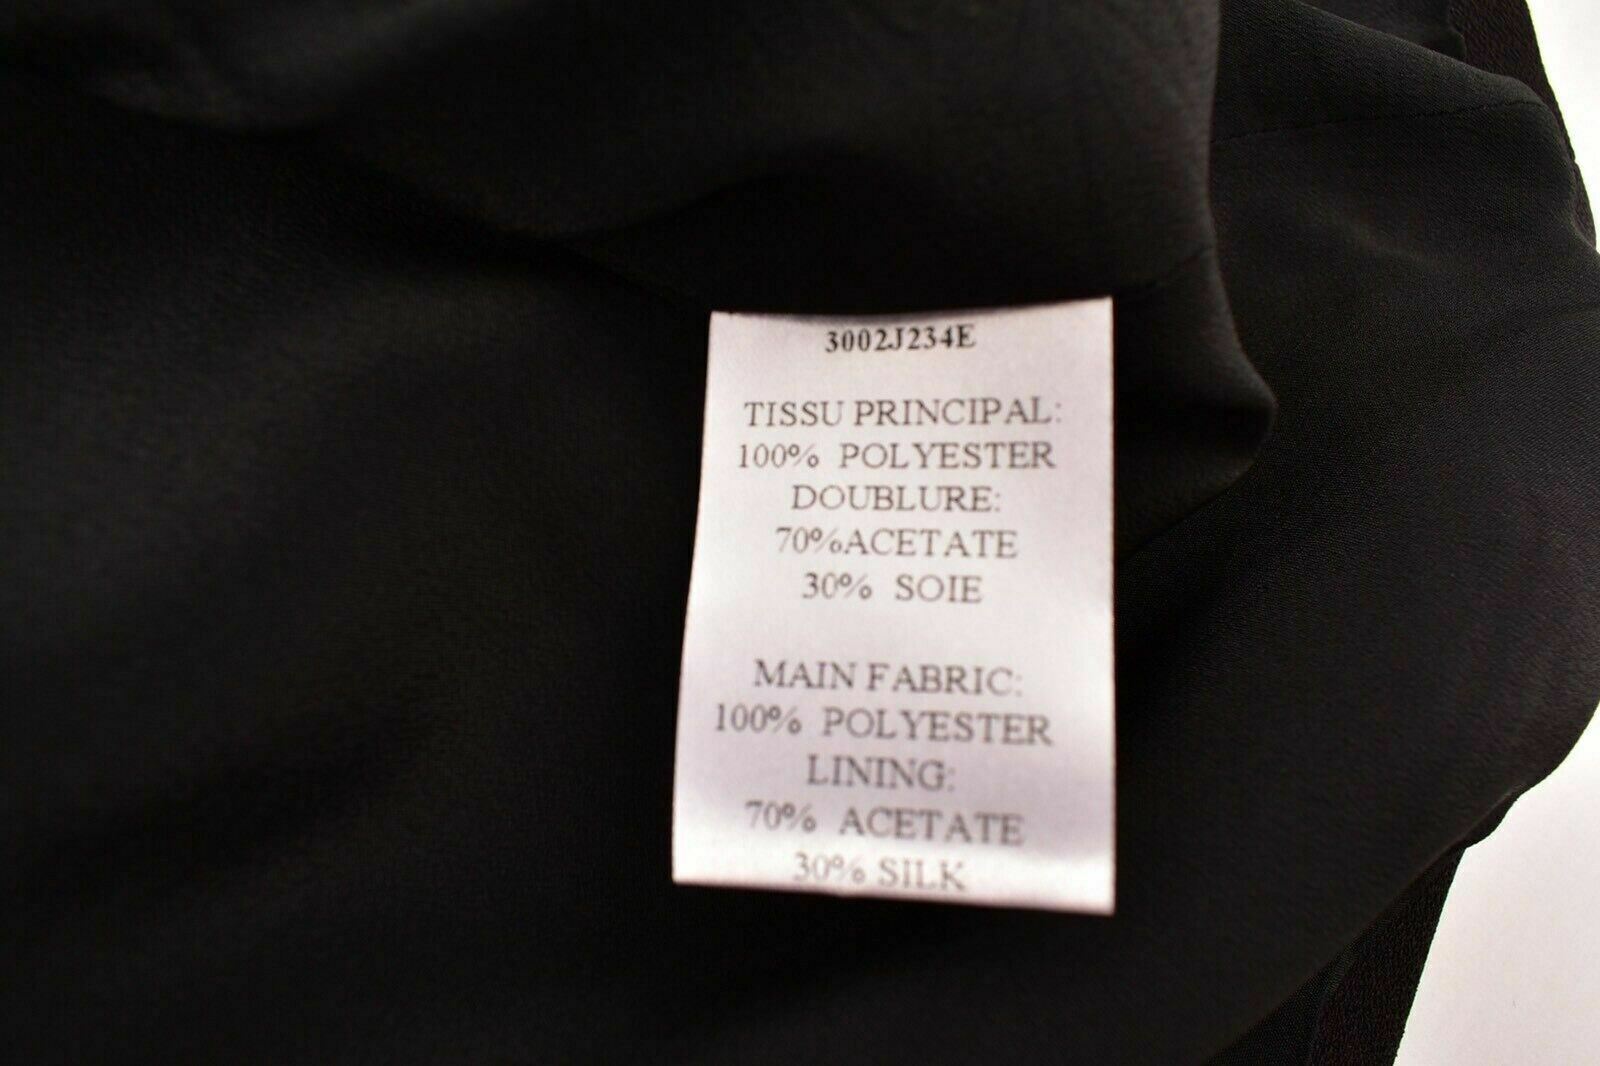 3002J234E
TISSU PRINCIPAL:
100% POLYESTER
DOUBLURE:
70%ACETATE
30% SOIE
MAIN FABRIC:
100% POLYESTER
LINING:
70% ACETATE
30% SILK